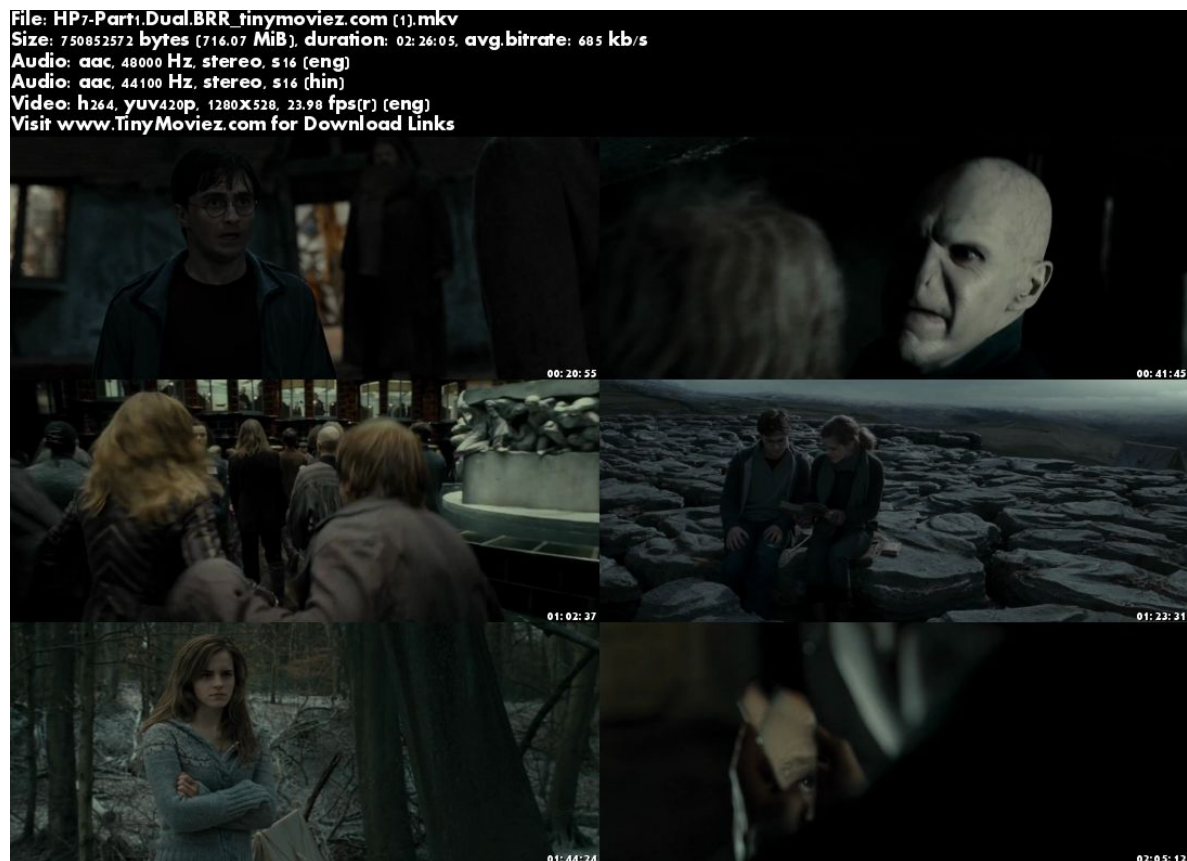 File: HP7-Part1.Dual.BRR_tinymoviez.com (1).mkv
Size: 750852572 bytes (716.07 MiB), duration: 02:26:05, avg.bitrate: 685 kb/s
Audio: aac, 48000 Hz, stereo, s16 (eng)
Audio: aac, 44100 Hz, stereo, s16 (hin)
Video: h264, yuv420p, 1280x528, 23.98 fps(r) (eng)
Visit www.TinyMoviez.com for Download Links
00:20:55
00:41:45
01:02:37
01:23:31
01:44:24
02:05:12